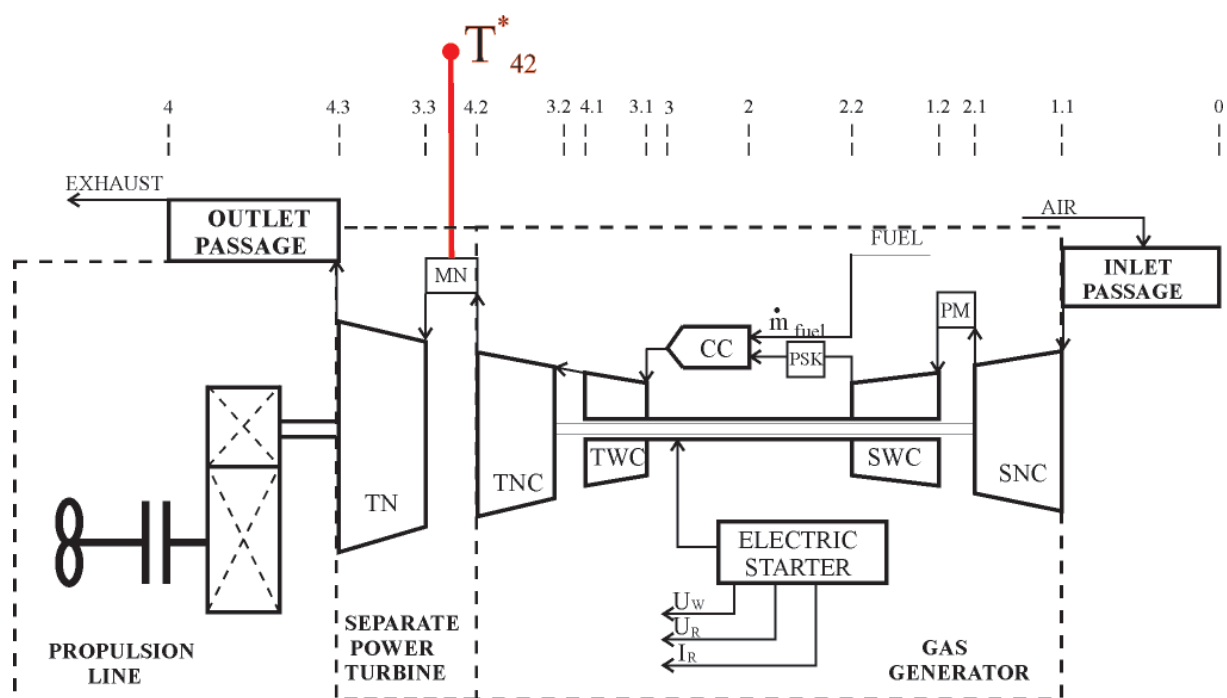 T*42
4 4.3 3.3 4.2 3.2 4.1 3.1 3 2 2.2 1.2 2.1 1.1 0
EXHAUST
OUTLET
PASSAGE
AIR
FUEL
INLET
PASSAGE
MN
PM
ṁ fuel
CC
PSK
TN
TNC
TWC
SWC
SNC
ELECTRIC
STARTER
UW
UR
IR
PROPULSION
LINE
SEPARATE
POWER
TURBINE
GAS
GENERATOR